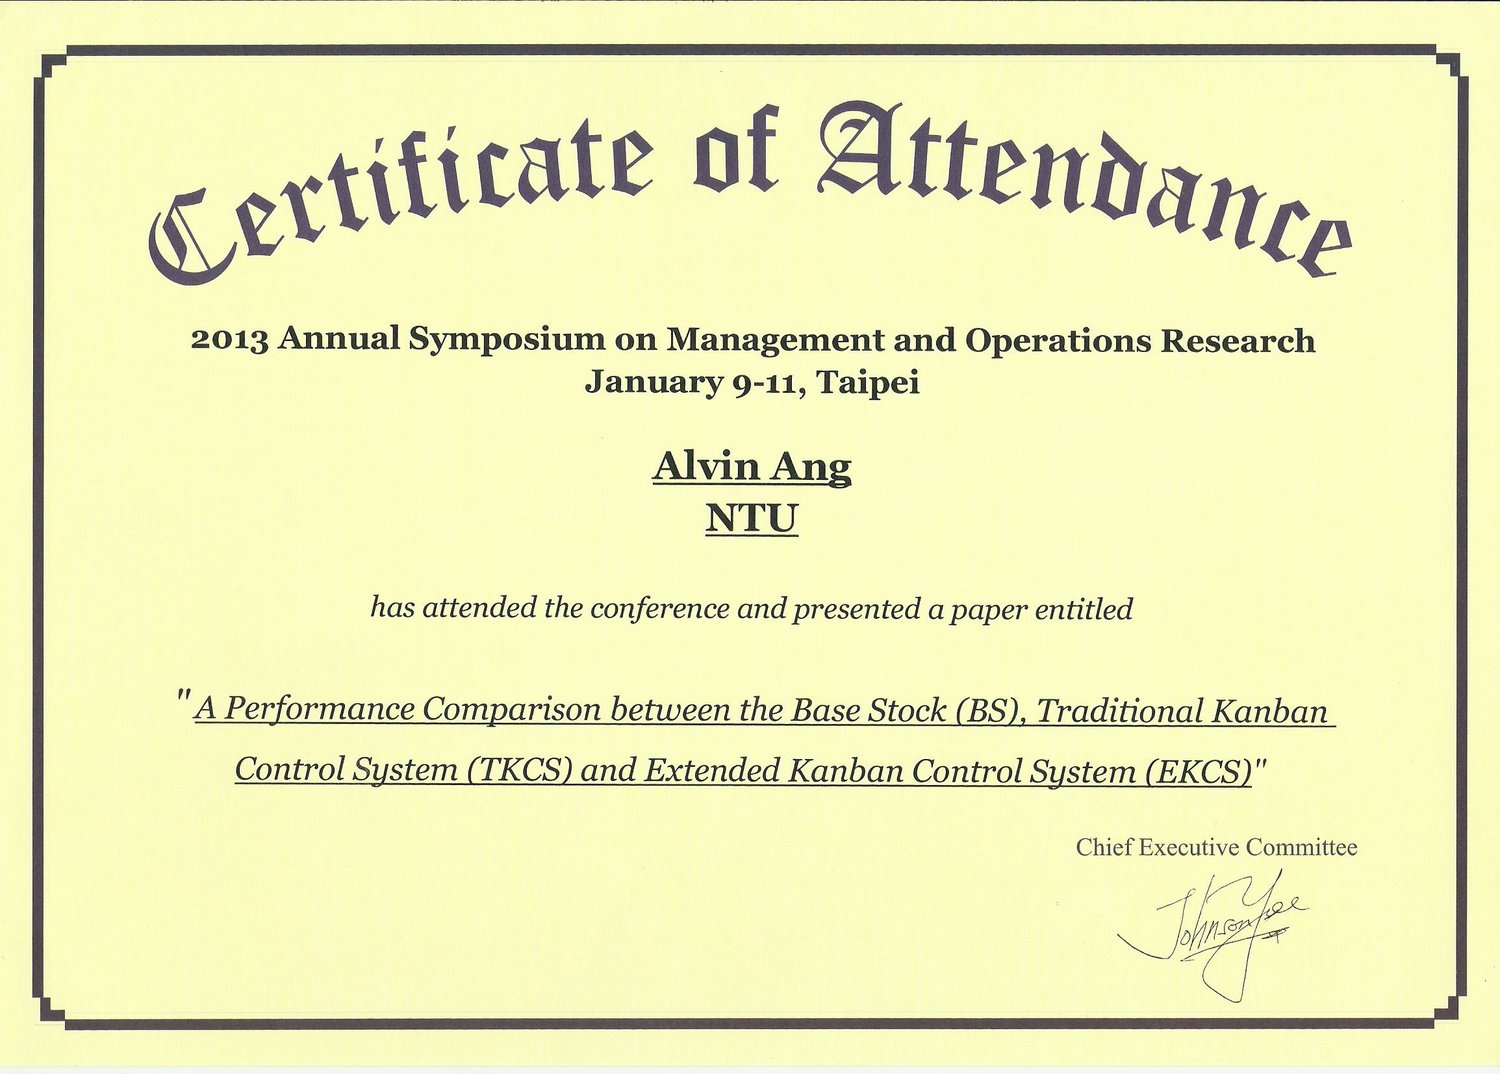 Certificate of Attendance
2013 Annual Symposium on Management and Operations Research
January 9-11, Taipei
Alvin Ang
NTU
has attended the conference and presented a paper entitled
"A Performance Comparison between the Base Stock (BS), Traditional Kanban
Control System (TKCS) and Extended Kanban Control System (EKCS)"
Chief Executive Committee
Johnson Yee